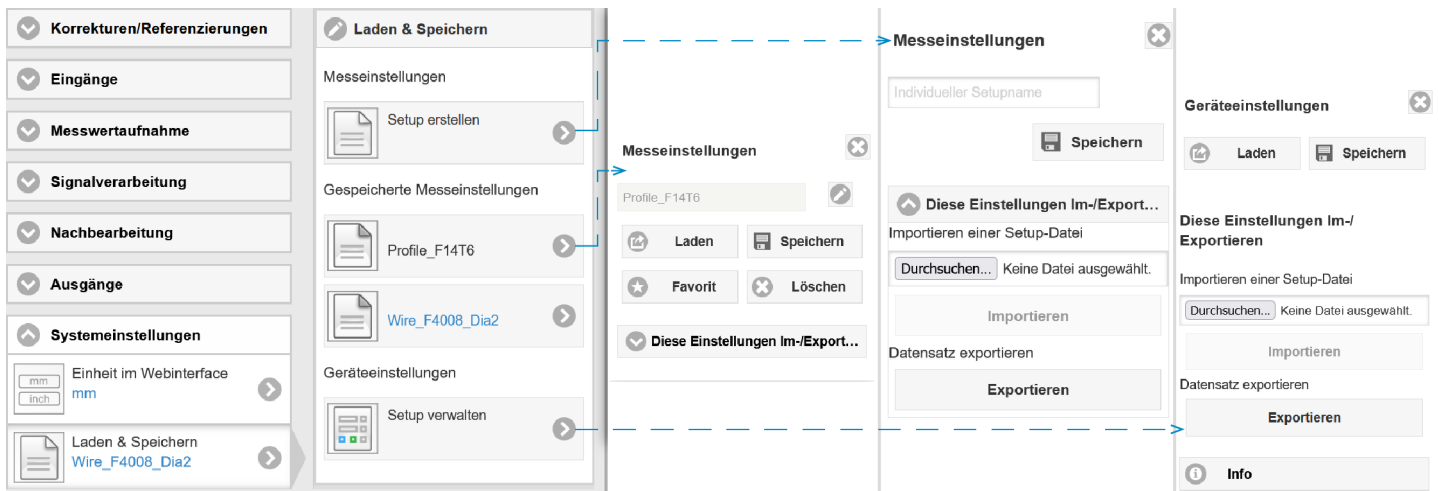 Korrekturen/Referenzierungen
Eingänge
Messwertaufnahme
Signalverarbeitung
Nachbearbeitung
Ausgänge
Systemeinstellungen
mm
inch
Einheit im Webinterface
mm
Laden & Speichern
Wire_F4008_Dia2
Laden & Speichern
Messeinstellungen
Setup erstellen
Gespeicherte Messeinstellungen
Profile_F14T6
Wire_F4008_Dia2
Geräteeinstellungen
Setup verwalten
Messeinstellungen
Profile_F14T6
Laden
Speichern
Favorit
Löschen
Diese Einstellungen Im-/Export...
Messeinstellungen
Individueller Setupname
Speichern
Diese Einstellungen Im-/Export...
Importieren einer Setup-Datei
Durchsuchen... Keine Datei ausgewählt.
Importieren
Datensatz exportieren
Exportieren
Geräteeinstellungen
Laden
Speichern
Diese Einstellungen Im-/
Exportieren
Importieren einer Setup-Datei
Durchsuchen... Keine Datei ausgewählt.
Importieren
Datensatz exportieren
Exportieren
Info